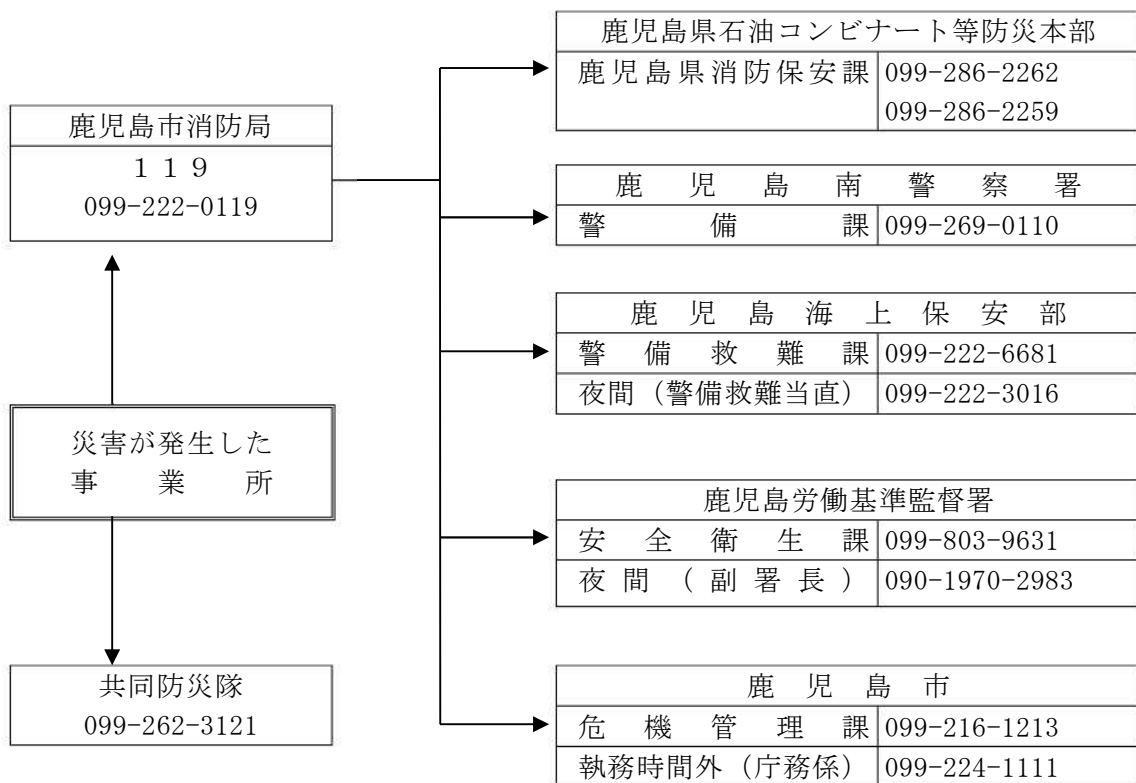 鹿児島市消防局
119
099-222-0119
災害が発生した
事業所
共同防災隊
099-262-3121
鹿児島県石油コンビナート等防災本部
鹿児島県消防保安課 099-286-2262
099-286-2259
鹿児島南警察署
警備課 099-269-0110
鹿児島海上保安部
警備救難課 099-222-6681
夜間（警備救難当直） 099-222-3016
鹿児島労働基準監督署
安全衛生課 099-803-9631
夜間（副署長） 090-1970-2983
鹿児島市
危機管理課 099-216-1213
執務時間外（庁務係） 099-224-1111